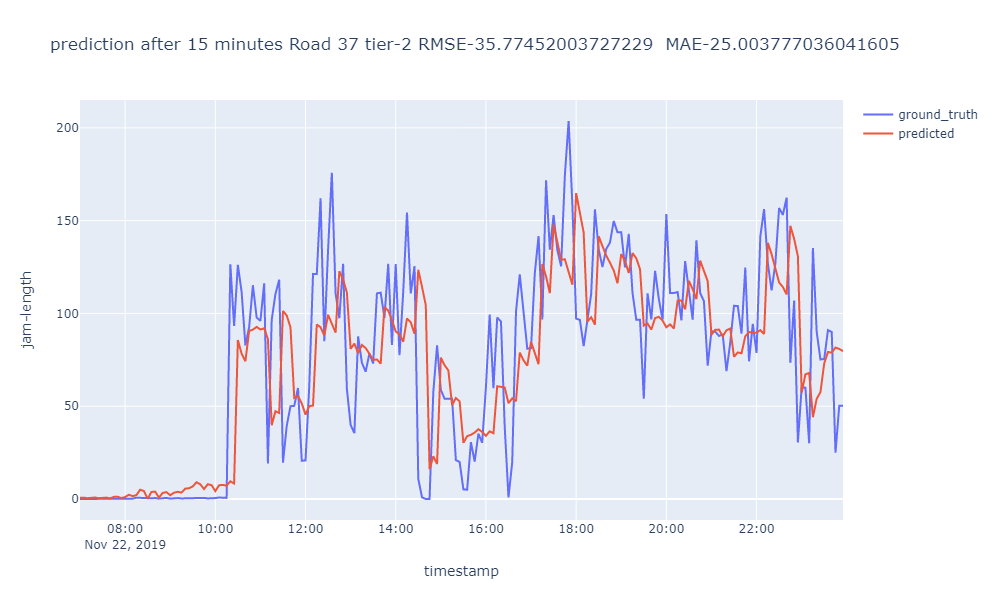 prediction after 15 minutes Road 37 tier-2 RMSE-35.77452003727229  MAE-25.003777036041605
ground_truth
predicted
200
150
100
50
0
jam-length
08:00 10:00 12:00 14:00 16:00 18:00 20:00 22:00
Nov 22, 2019
timestamp